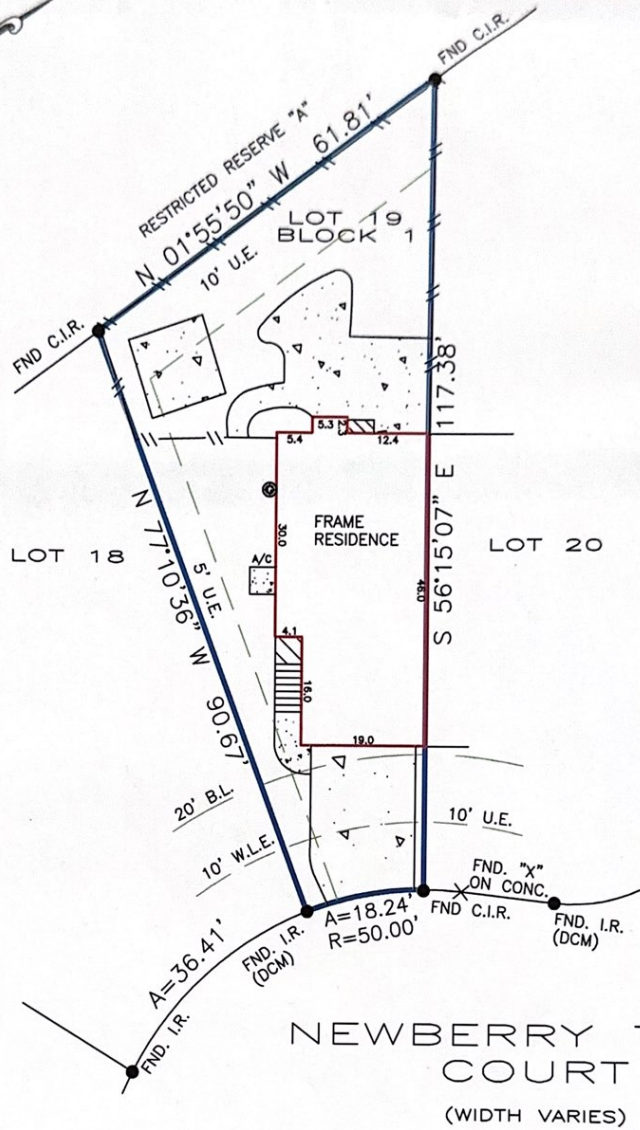 FND C.I.R.
RESTRICTED RESERVE "A"
N 01°55'50" W 61.81'
LOT 19
BLOCK 1
10' U.E.
FND C.I.R.
117.38'
5.3
2.3
5.4
12.4
N 77°10'36" W 90.67'
S 56°15'07" E
FRAME
RESIDENCE
30.0
LOT 18
LOT 20
A/C
5' U.E.
46.0
4.1
16.0
19.0
20' B.L.
10' U.E.
10' W.L.E.
FND. "X"
ON CONC.
A=18.24'
R=50.00'
FND C.I.R.
FND. I.R.
(DCM)
FND. I.R.
(DCM)
A=36.41'
FND. I.R.
NEWBERRY
COURT
(WIDTH VARIES)